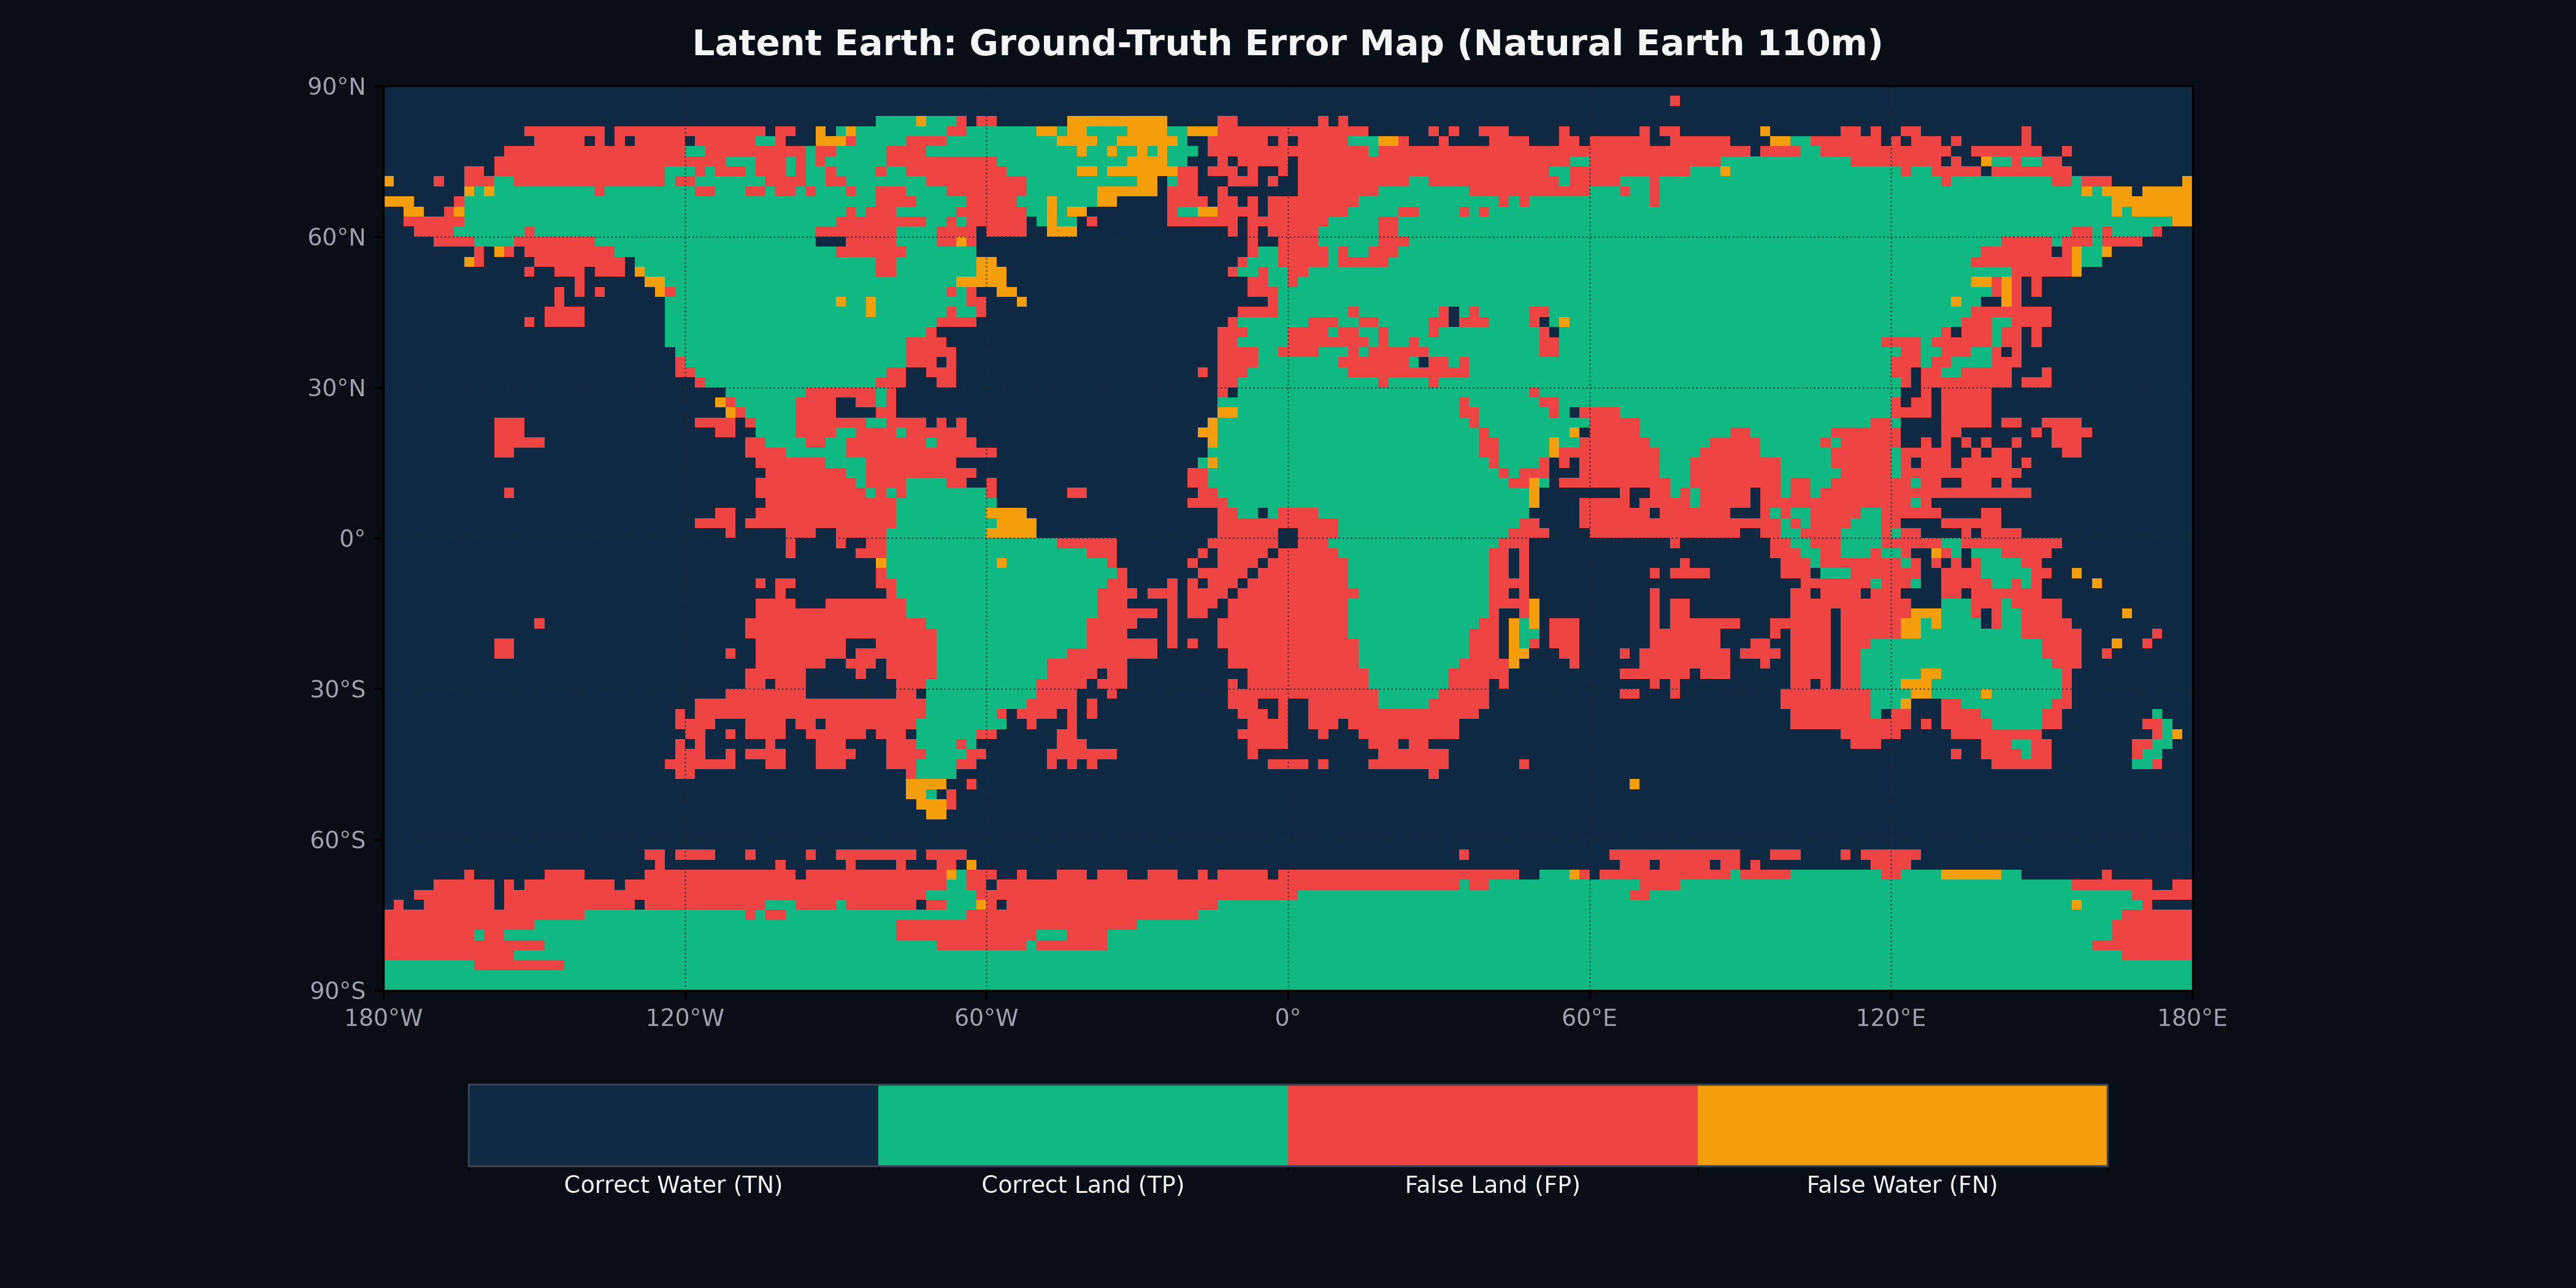 Latent Earth: Ground-Truth Error Map (Natural Earth 110m)
90°N
60°N
30°N
0°
30°S
60°S
90°S
180°W 120°W 60°W 0° 60°E 120°E 180°E
Correct Water (TN) Correct Land (TP) False Land (FP) False Water (FN)